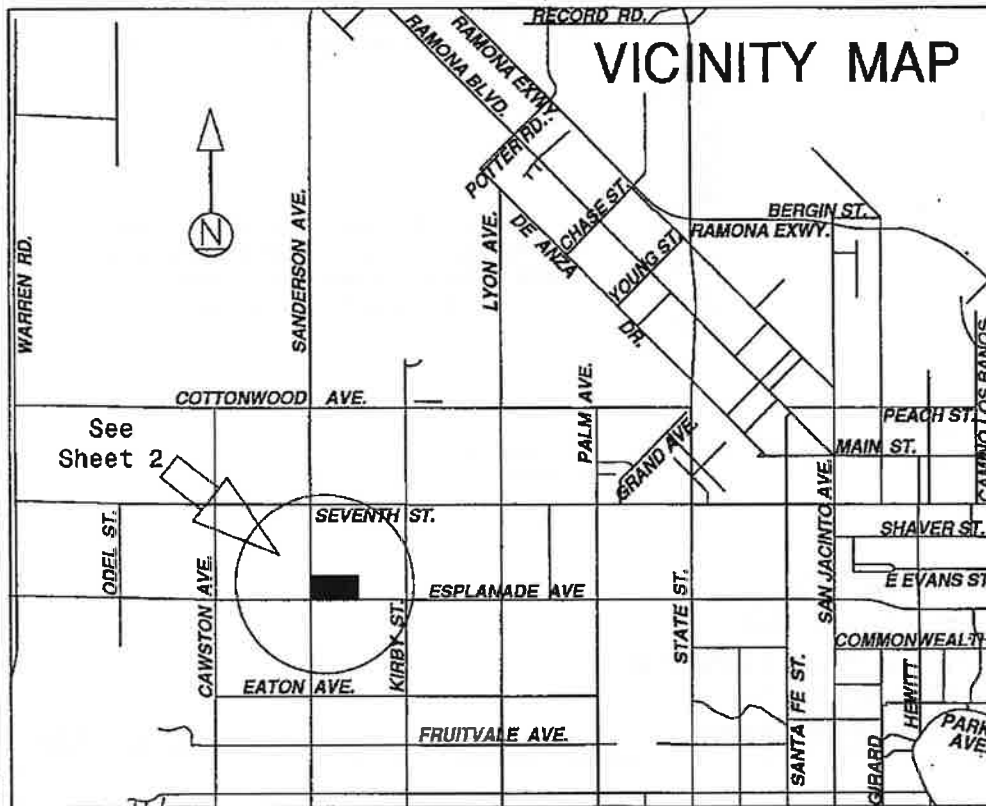 RECORD RD.
VICINITY MAP
RAMONA EXWY.
RAMONA BLVD.
POTTER RD.
CHASE ST.
YOUNG ST.
DE ANZA
DR.
BERGIN ST.
RAMONA EXWY.
N
WARREN RD.
SANDERSON AVE.
LYON AVE.
COTTONWOOD AVE.
PALM AVE.
GRAND AVE.
PEACH ST.
MAIN ST.
CAMINO LOS BANOS
See
Sheet 2
SEVENTH ST.
ODEL ST.
CAWSTON AVE.
ESPLANADE AVE
KIRBY ST.
STATE ST.
SAN JACINTO AVE.
SHAVER ST.
E EVANS ST
COMMONWEALTH
EATON AVE.
FRUITVALE AVE.
SANTA FE ST.
GIRARD
HEWITT
PARK
AVE